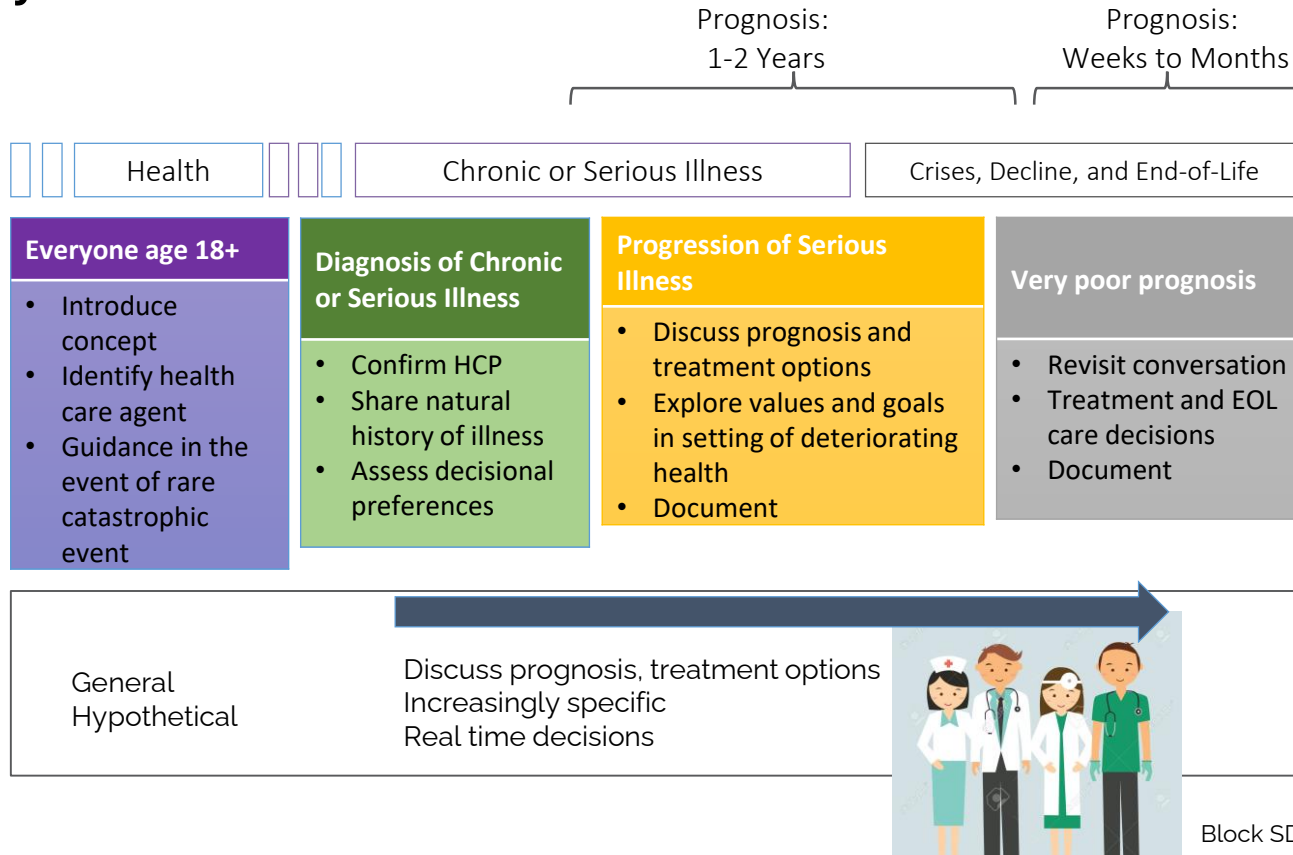 Prognosis:
1-2 Years
Prognosis:
Weeks to Months
Health
Chronic or Serious Illness
Crises, Decline, and End-of-Life
Everyone age 18+
• Introduce
concept
• Identify health
care agent
• Guidance in the
event of rare
catastrophic
event
Diagnosis of Chronic
or Serious Illness
• Confirm HCP
• Share natural
history of illness
• Assess decisional
preferences
Progression of Serious
Illness
• Discuss prognosis and
treatment options
• Explore values and goals
in setting of deteriorating
health
• Document
Very poor prognosis
• Revisit conversation
• Treatment and EOL
care decisions
• Document
General
Hypothetical
Discuss prognosis, treatment options
Increasingly specific
Real time decisions
Block SD